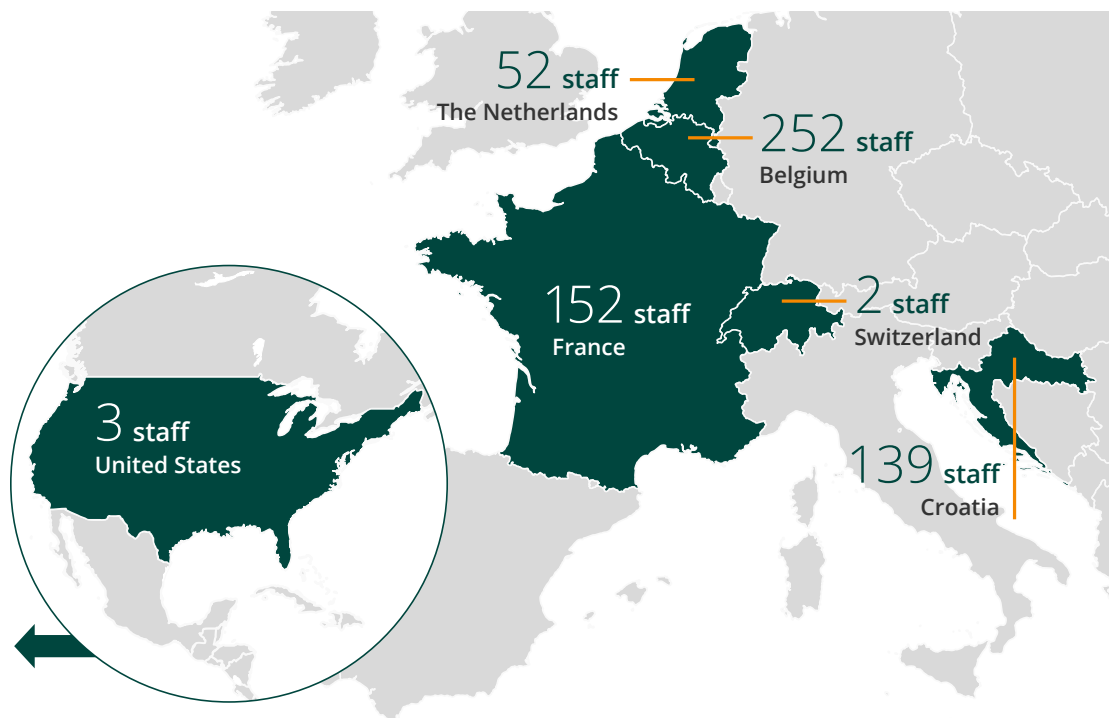 52 staff
The Netherlands
252 staff
Belgium
152 staff
France
2 staff
Switzerland
3 staff
United States
139 staff
Croatia